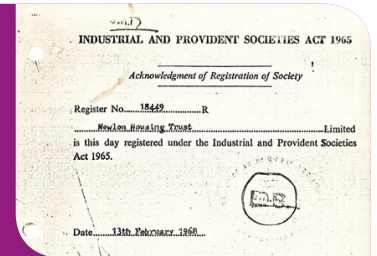 INDUSTRIAL AND PROVIDENT SOCIETIES ACT 1965
Acknowledgment of Registration of Society
Register No. 18449 R
Newlon Housing Trust Limited
is this day registered under the Industrial and Provident Societies
Act 1965.
Date 13th February 1968